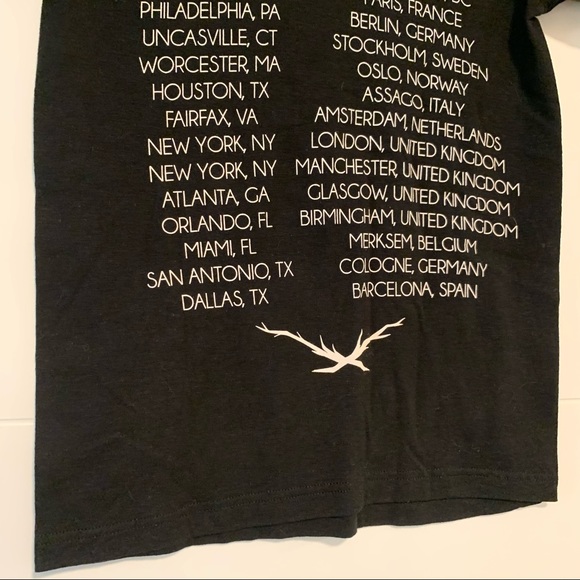 PHILADELPHIA, PA
UNCASVILLE, CT
WORCESTER, MA
HOUSTON, TX
FAIRFAX, VA
NEW YORK, NY
NEW YORK, NY
ATLANTA, GA
ORLANDO, FL
MIAMI, FL
SAN ANTONIO, TX
DALLAS, TX
PARIS, FRANCE
BERLIN, GERMANY
STOCKHOLM, SWEDEN
OSLO, NORWAY
ASSAGO, ITALY
AMSTERDAM, NETHERLANDS
LONDON, UNITED KINGDOM
MANCHESTER, UNITED KINGDOM
GLASGOW, UNITED KINGDOM
BIRMINGHAM, UNITED KINGDOM
MERKSEM, BELGIUM
COLOGNE, GERMANY
BARCELONA, SPAIN